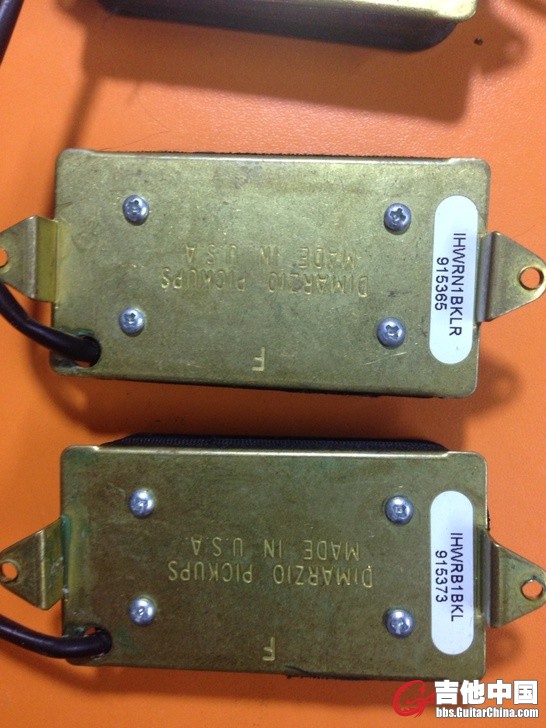 IHWRN1BKLR
915365
DiMARZIO PICKUPS
MADE IN U.S.A.
F
IHWRB1BKL
915373
DiMARZIO PICKUPS
MADE IN U.S.A.
F
吉他中国
bbs.GuitarChina.com